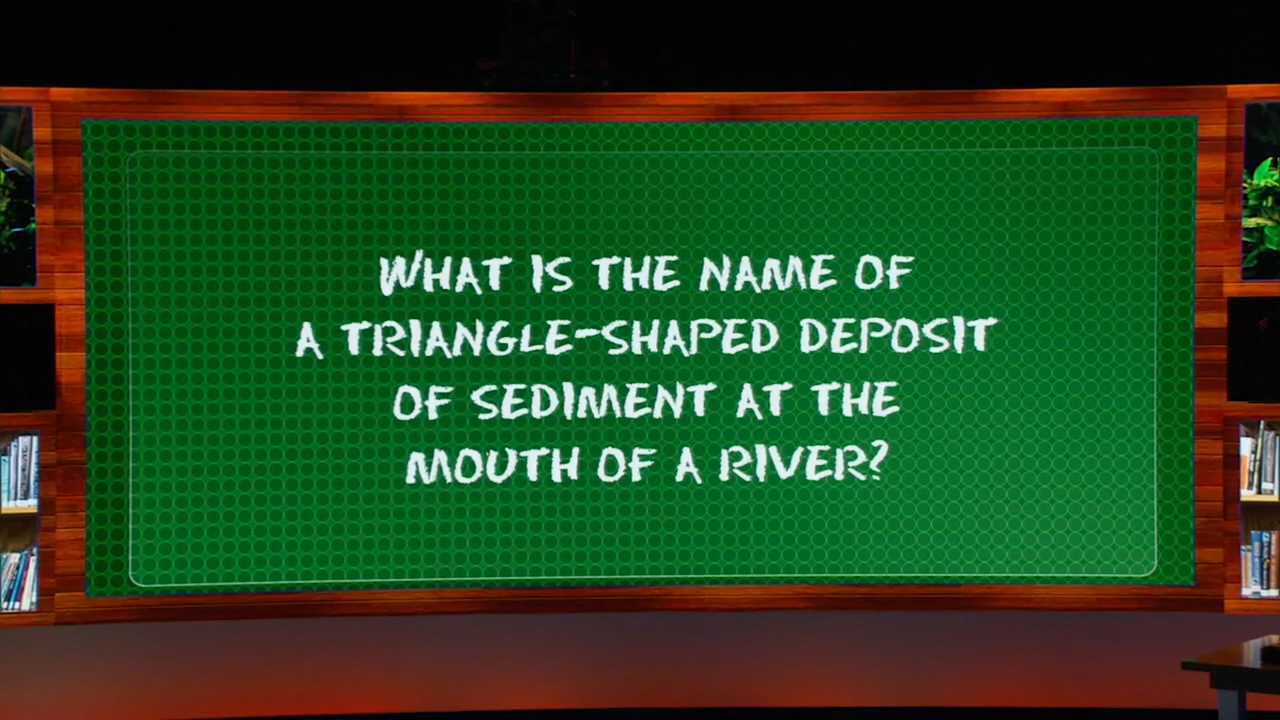 WHAT IS THE NAME OF
A TRIANGLE-SHAPED DEPOSIT
OF SEDIMENT AT THE
MOUTH OF A RIVER?